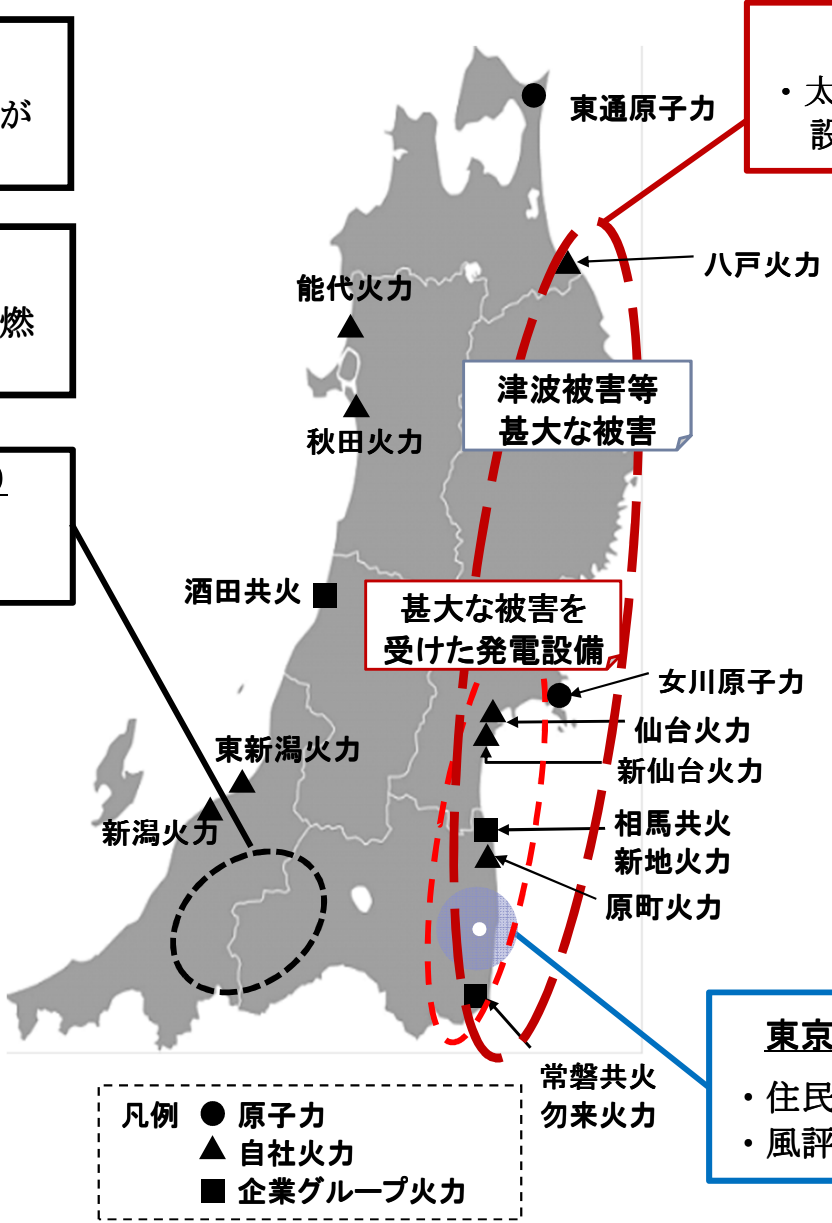 が
燃
・太
設
東通原子力
八戸火力
能代火力
津波被害等
甚大な被害
秋田火力
酒田共火
甚大な被害を
受けた発電設備
女川原子力
仙台火力
東新潟火力
新仙台火力
新潟火力
相馬共火
新地火力
原町火力
常磐共火
勿来火力
東京
・住民
・風評
凡例 ● 原子力
▲ 自社火力
■ 企業グループ火力